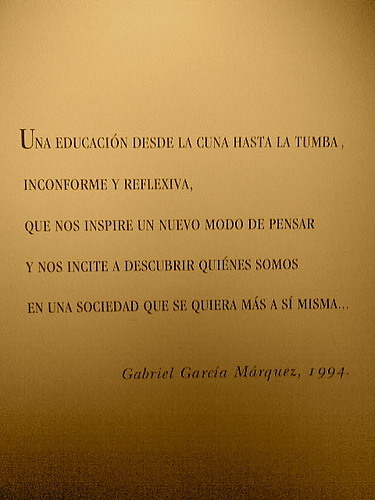 UNA EDUCACIÓN DESDE LA CUNA HASTA LA TUMBA,
INCONFORME Y REFLEXIVA,
QUE NOS INSPIRE UN NUEVO MODO DE PENSAR
Y NOS INCITE A DESCUBRIR QUIÉNES SOMOS
EN UNA SOCIEDAD QUE SE QUIERA MÁS A SÍ MISMA...
Gabriel García Márquez, 1994.